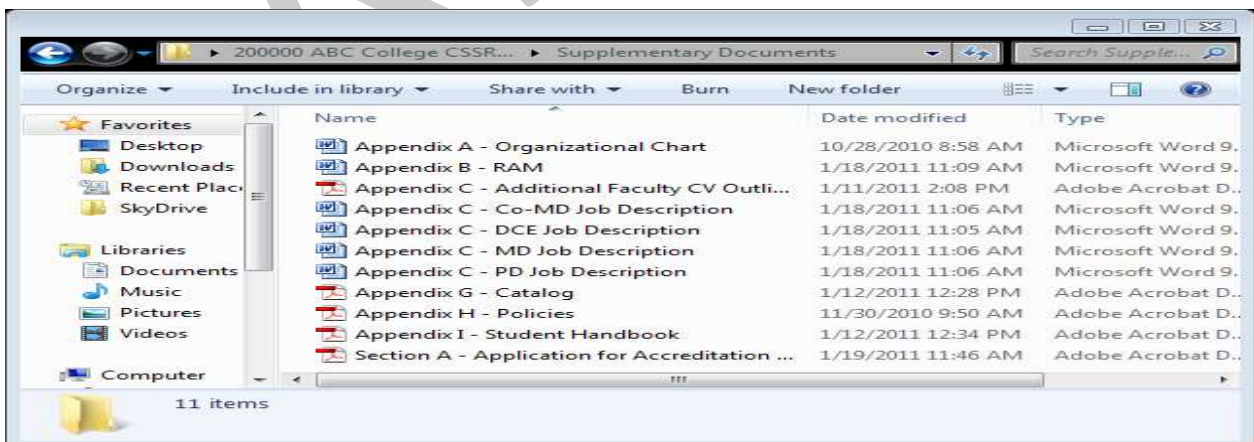 200000 ABC College CSSR... Supplementary Documents Search Supple...
Organize Include in library Share with Burn New folder
Name Date modified Type
Favorites
Desktop
Downloads
Recent Plac
SkyDrive
Libraries
Documents
Music
Pictures
Videos
Computer
Appendix A - Organizational Chart 10/28/2010 8:58 AM Microsoft Word 9.
Appendix B - RAM 1/18/2011 11:09 AM Microsoft Word 9.
Appendix C - Additional Faculty CV Outli... 1/11/2011 2:08 PM Adobe Acrobat D..
Appendix C - Co-MD Job Description 1/18/2011 11:06 AM Microsoft Word 9.
Appendix C - DCE Job Description 1/18/2011 11:05 AM Microsoft Word 9.
Appendix C - MD Job Description 1/18/2011 11:06 AM Microsoft Word 9.
Appendix C - PD Job Description 1/18/2011 11:06 AM Microsoft Word 9.
Appendix G - Catalog 1/12/2011 12:28 PM Adobe Acrobat D..
Appendix H - Policies 11/30/2010 9:50 AM Adobe Acrobat D..
Appendix I - Student Handbook 1/12/2011 12:34 PM Adobe Acrobat D..
Section A - Application for Accreditation ... 1/19/2011 11:46 AM Adobe Acrobat D..
11 items